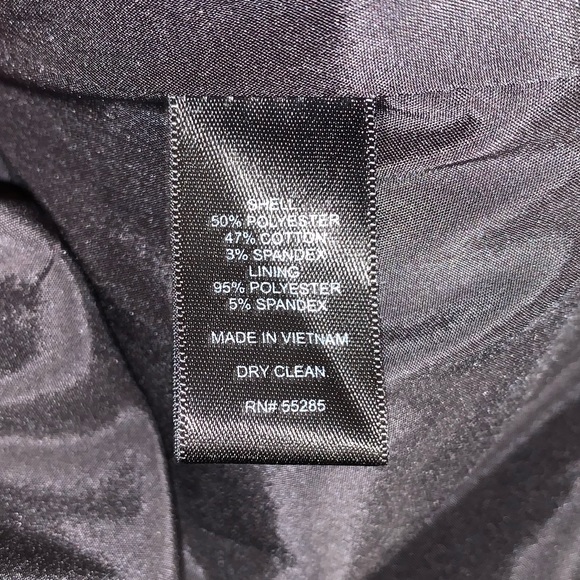 SHELL
50% POLYESTER
47% COTTON
3% SPANDEX
LINING
95% POLYESTER
5% SPANDEX
MADE IN VIETNAM
DRY CLEAN
RN# 55285